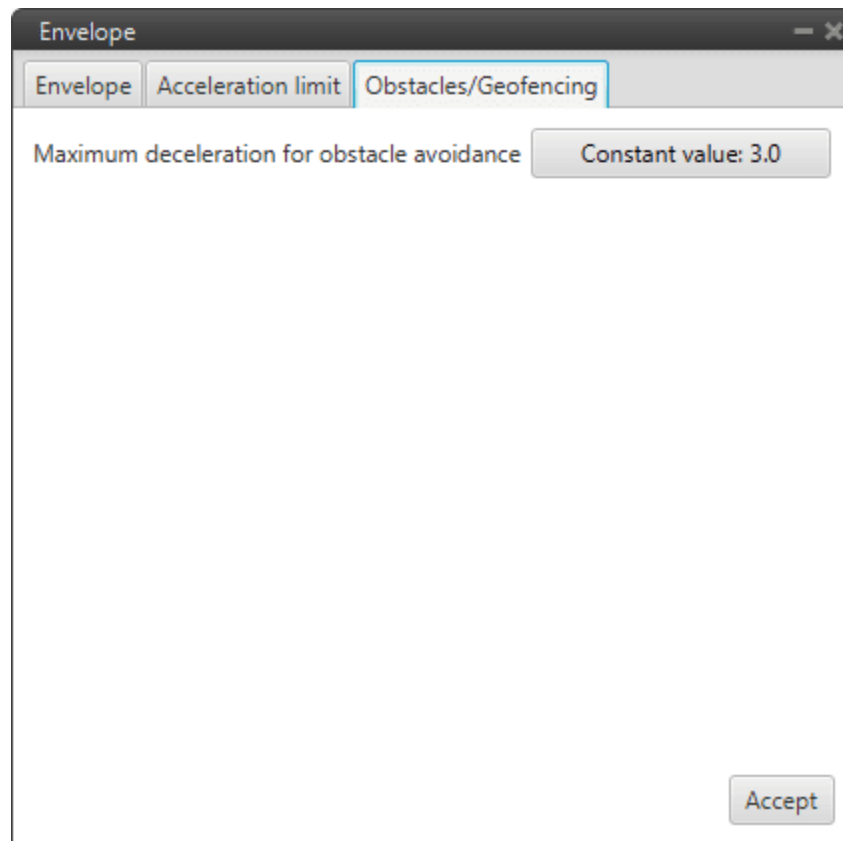 Envelope
Envelope Acceleration limit Obstacles/Geofencing
Maximum deceleration for obstacle avoidance Constant value: 3.0
Accept